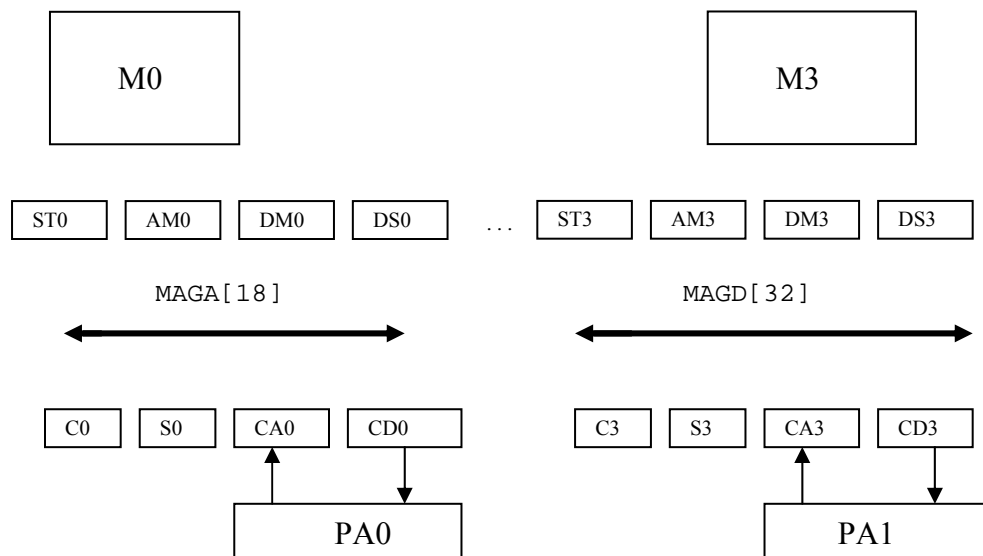 M0 M3
ST0 AM0 DM0 DS0 ... ST3 AM3 DM3 DS3
MAGA[18] MAGD[32]
C0 S0 CA0 CD0 C3 S3 CA3 CD3
PA0 PA1